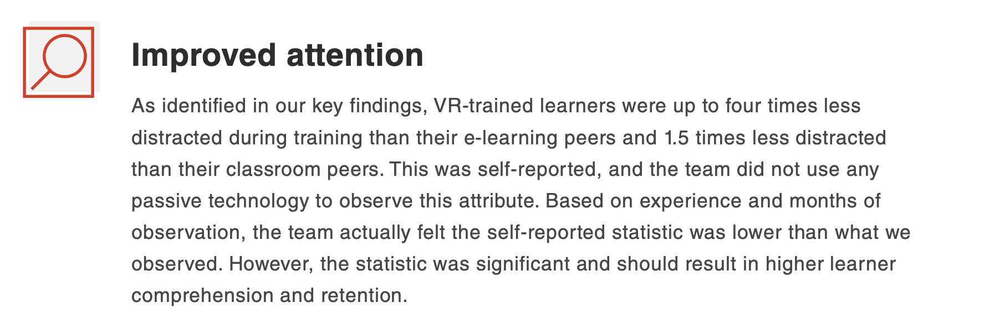 Improved attention
As identified in our key findings, VR-trained learners were up to four times less
distracted during training than their e-learning peers and 1.5 times less distracted
than their classroom peers. This was self-reported, and the team did not use any
passive technology to observe this attribute. Based on experience and months of
observation, the team actually felt the self-reported statistic was lower than what we
observed. However, the statistic was significant and should result in higher learner
comprehension and retention.